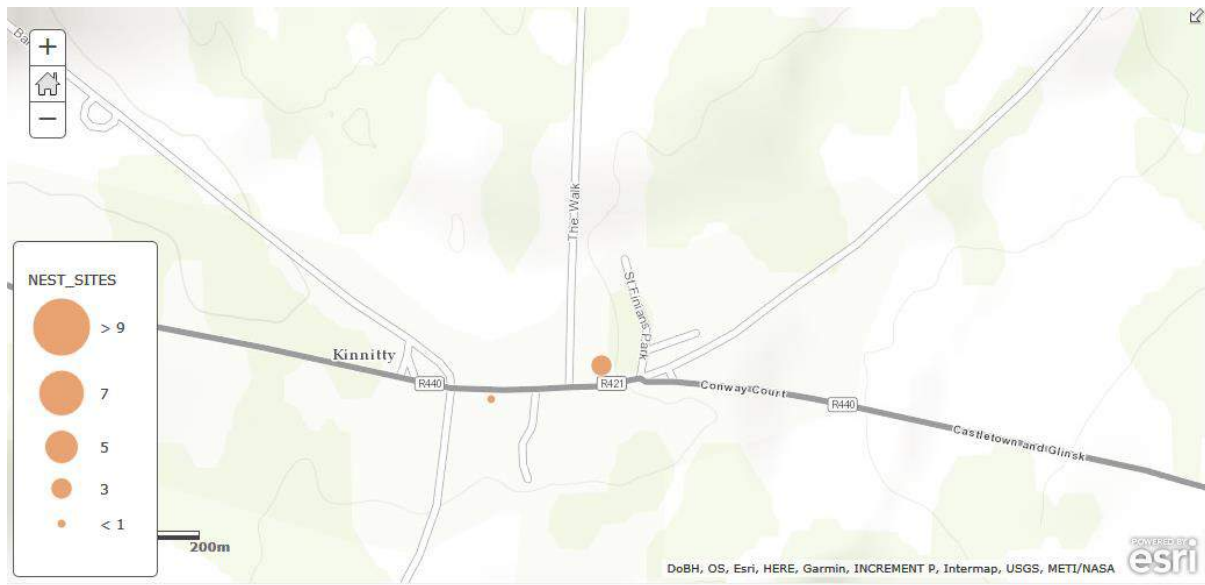 Ba
+
−
The Walk
St Finians Park
NEST_SITES
> 9
7
5
3
< 1
Kinnitty
R440
R421
Conway Court
R440
Castletown and Glinsk
200m
DoBH, OS, Esri, HERE, Garmin, INCREMENT P, Intermap, USGS, METI/NASA
POWERED BY
esri